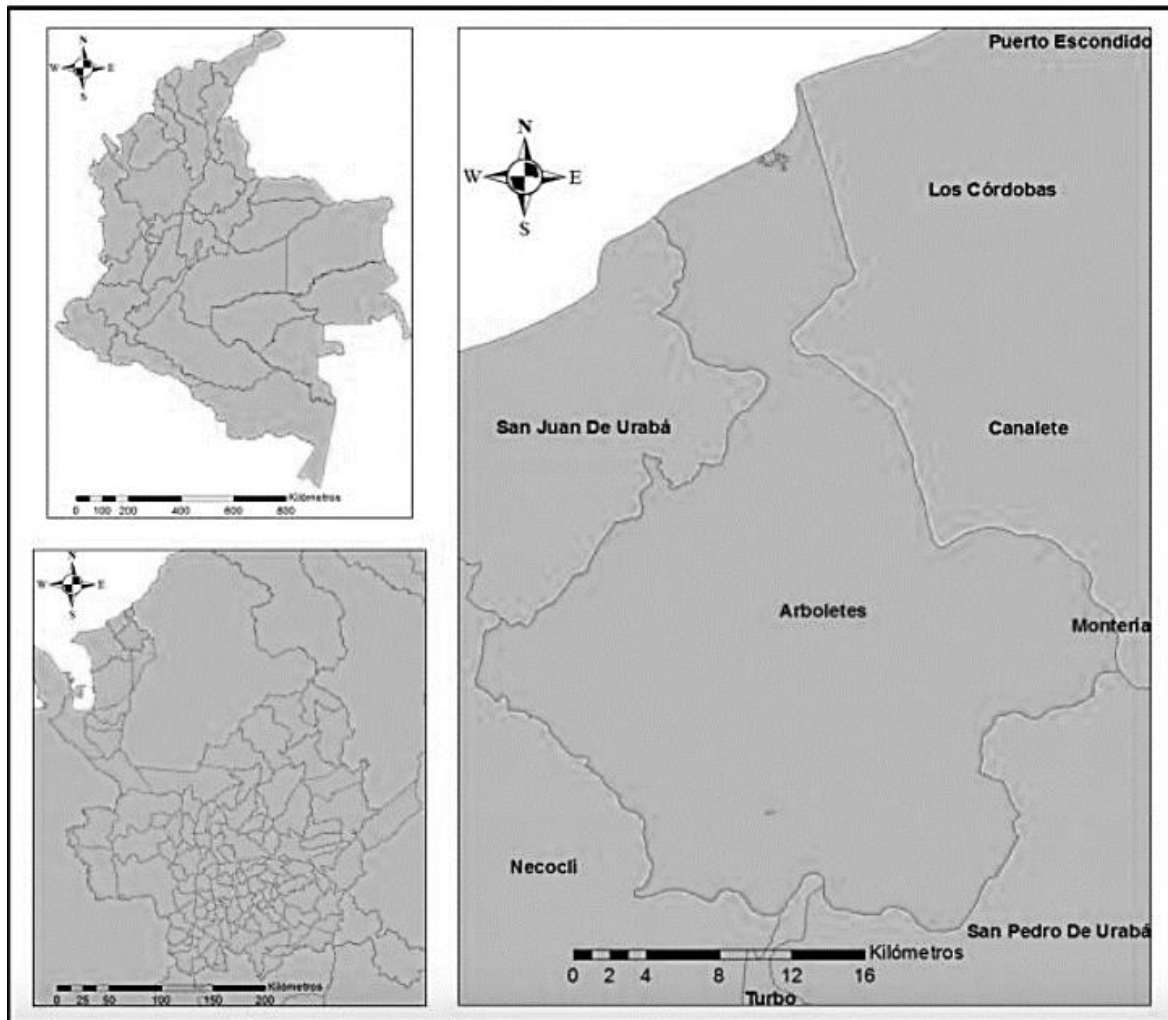 N
W E
S
Kilómetros
0 100 200 400 600 800
N
W E
S
Kilómetros
0 25 50 100 150 200
Puerto Escondido
N
W E
S
Los Córdobas
San Juan De Urabá
Canalete
Arboletes
Montería
Necoclí
San Pedro De Urabá
Kilómetros
0 2 4 8 12 16
Turbo